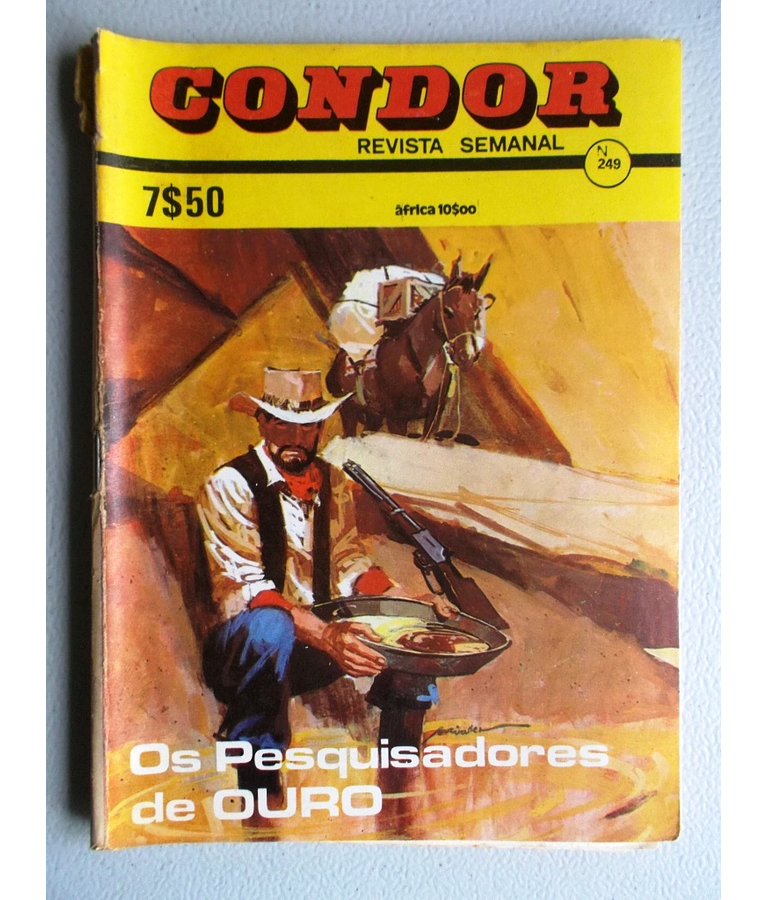 CONDOR
REVISTA SEMANAL
N
249
7$50
áfrica 10$00
Os Pesquisadores
de OURO